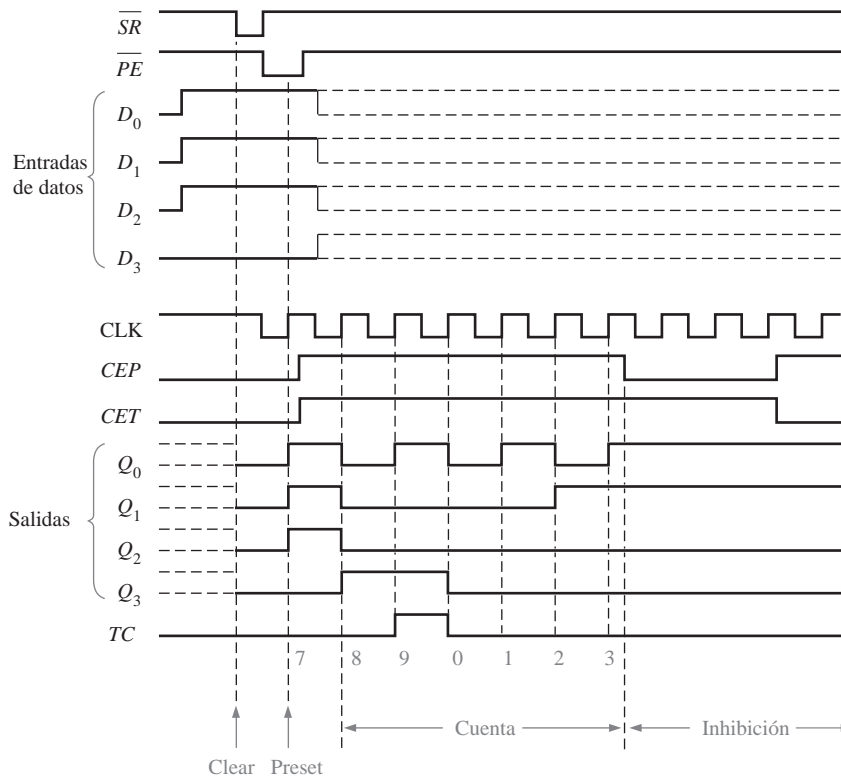 SR
PE
D0
D1
Entradas
de datos
D2
D3
CLK
CEP
CET
Q0
Q1
Salidas
Q2
Q3
TC
7 8 9 0 1 2 3
Cuenta Inhibición
Clear Preset